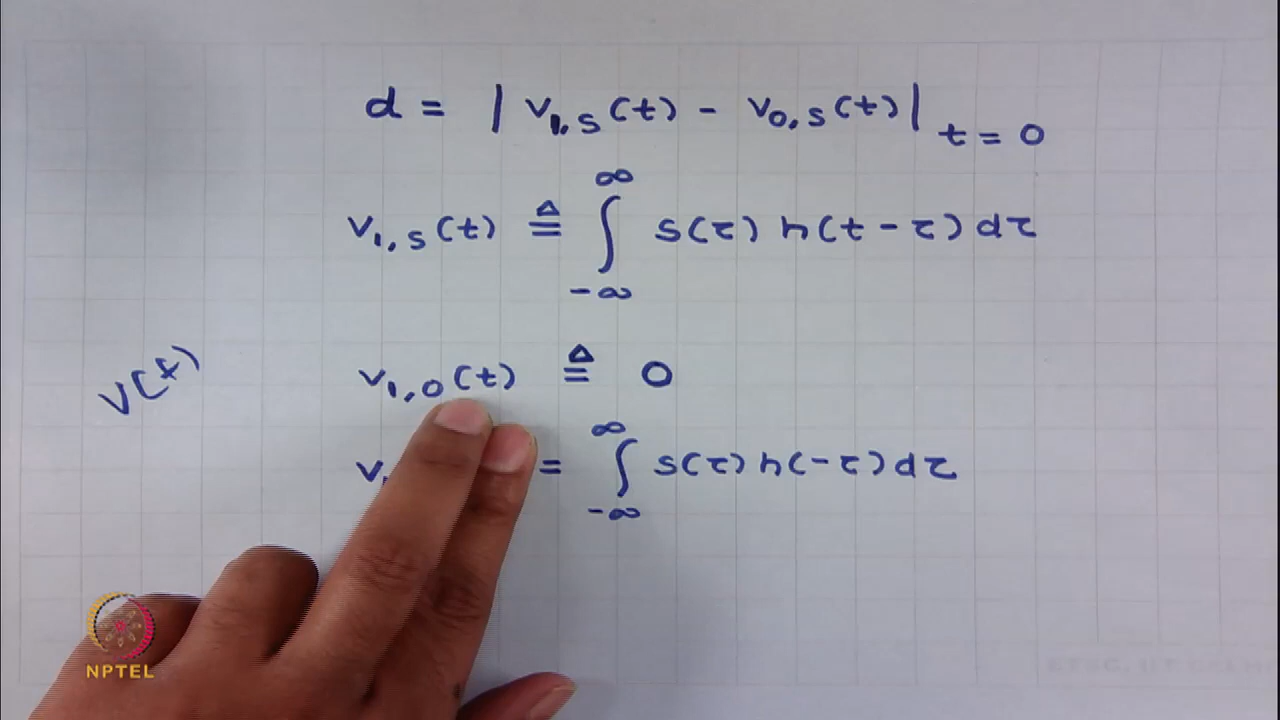 d = | v₁,ₛ(t) - v₀,ₛ(t) | t = 0
v₁,ₛ(t) ≜ ∫_{-∞}^{∞} s(τ) h(t - τ) dτ
v(t)
v₁,₀(t) ≜ 0
= ∫_{-∞}^{∞} s(τ) h(-τ) dτ
NPTEL